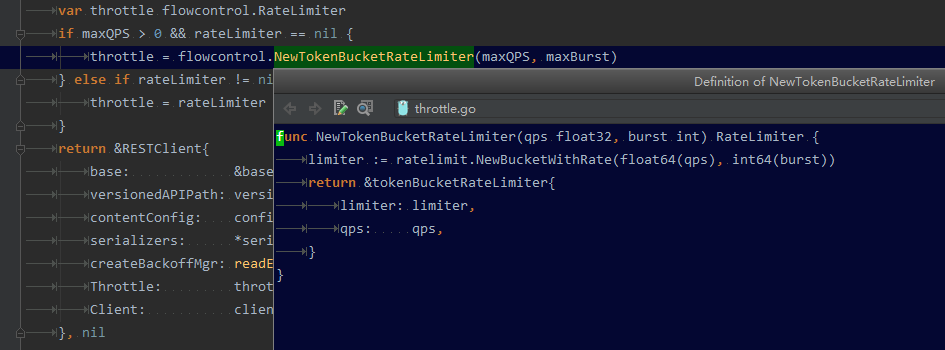 var throttle flowcontrol.RateLimiter
if maxQPS > 0 && rateLimiter == nil {
throttle = flowcontrol.NewTokenBucketRateLimiter(maxQPS, maxBurst)
} else if rateLimiter != ni
throttle = rateLimiter
}
return &RESTClient{
base: &base
versionedAPIPath: versi
contentConfig: confi
serializers: *seri
createBackoffMgr: readE
Throttle: throt
Client: clien
}, nil
Definition of NewTokenBucketRateLimiter
throttle.go
func NewTokenBucketRateLimiter(qps float32, burst int) RateLimiter {
limiter := ratelimit.NewBucketWithRate(float64(qps), int64(burst))
return &tokenBucketRateLimiter{
limiter: limiter,
qps: qps,
}
}